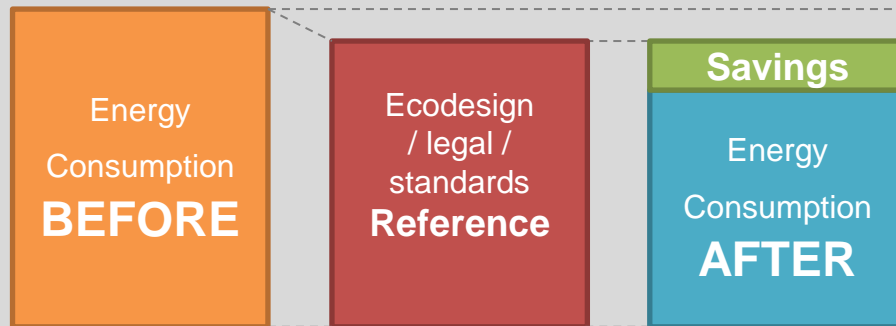 Energy
Consumption
BEFORE
Ecodesign
/ legal /
standards
Reference
Savings
Energy
Consumption
AFTER